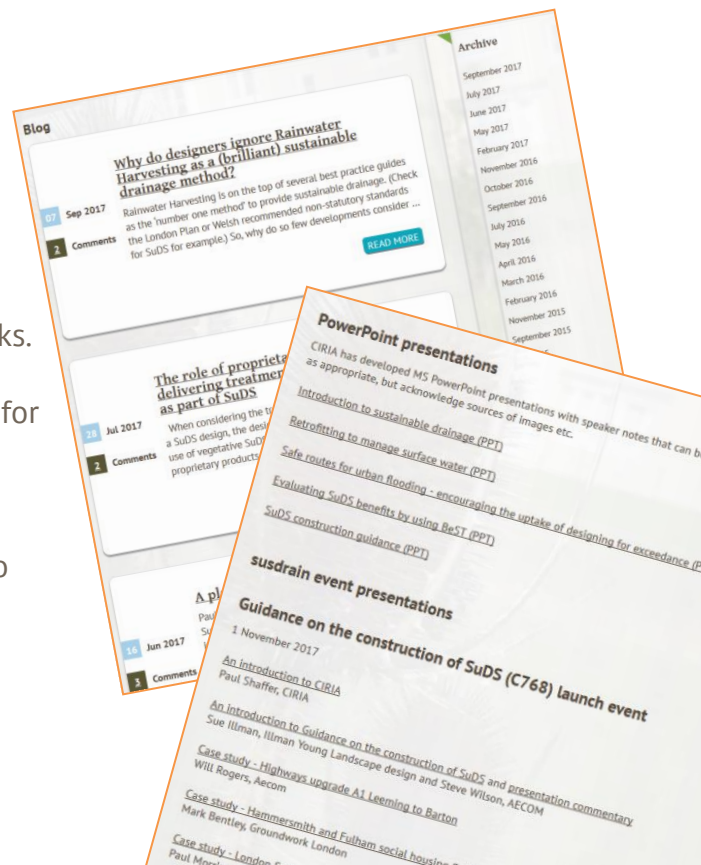 ks.
for
Blog
Why do designers ignore Rainwater
Harvesting as a (brilliant) sustainable
drainage method?
07 Sep 2017
2 Comments
Rainwater Harvesting is on the top of several best practice guides
as the 'number one method' to provide sustainable drainage. (Check
the London Plan or Welsh recommended non-statutory standards
for SuDS for example.) So, why do so few developments consider ...
READ MORE
The role of
delivering
as part of SuDS
28 Jul 2017
2 Comments
When considering the
a SuDS design, the
use of vegetative
proprietary products
16 Jun 2017
3 Comments
Archive
September 2017
July 2017
June 2017
May 2017
February 2017
November 2016
October 2016
September 2016
July 2016
May 2016
April 2016
March 2016
February 2016
November 2015
September 2015
PowerPoint presentations
CIRIA has developed MS PowerPoint presentations with speaker notes that can
as appropriate, but acknowledge sources of images etc.
Introduction to sustainable drainage (PPT)
Retrofitting to manage surface water (PPT)
Safe routes for urban flooding - encouraging the uptake of designing for exceedance
Evaluating SuDS benefits by using BeST (PPT)
SuDS construction guidance (PPT)
susdrain event presentations
Guidance on the construction of SuDS (C768) launch event
1 November 2017
An introduction to CIRIA
Paul Shaffer, CIRIA
An introduction to Guidance on the construction of SuDS and presentation commentary
Sue Illman, Illman Young Landscape design and Steve Wilson, AECOM
Case study - Highways upgrade A1 Leeming to Barton
Will Rogers, Aecom
Case study - Hammersmith and Fulham social housing
Mark Bentley, Groundwork London
Case study - London
Paul